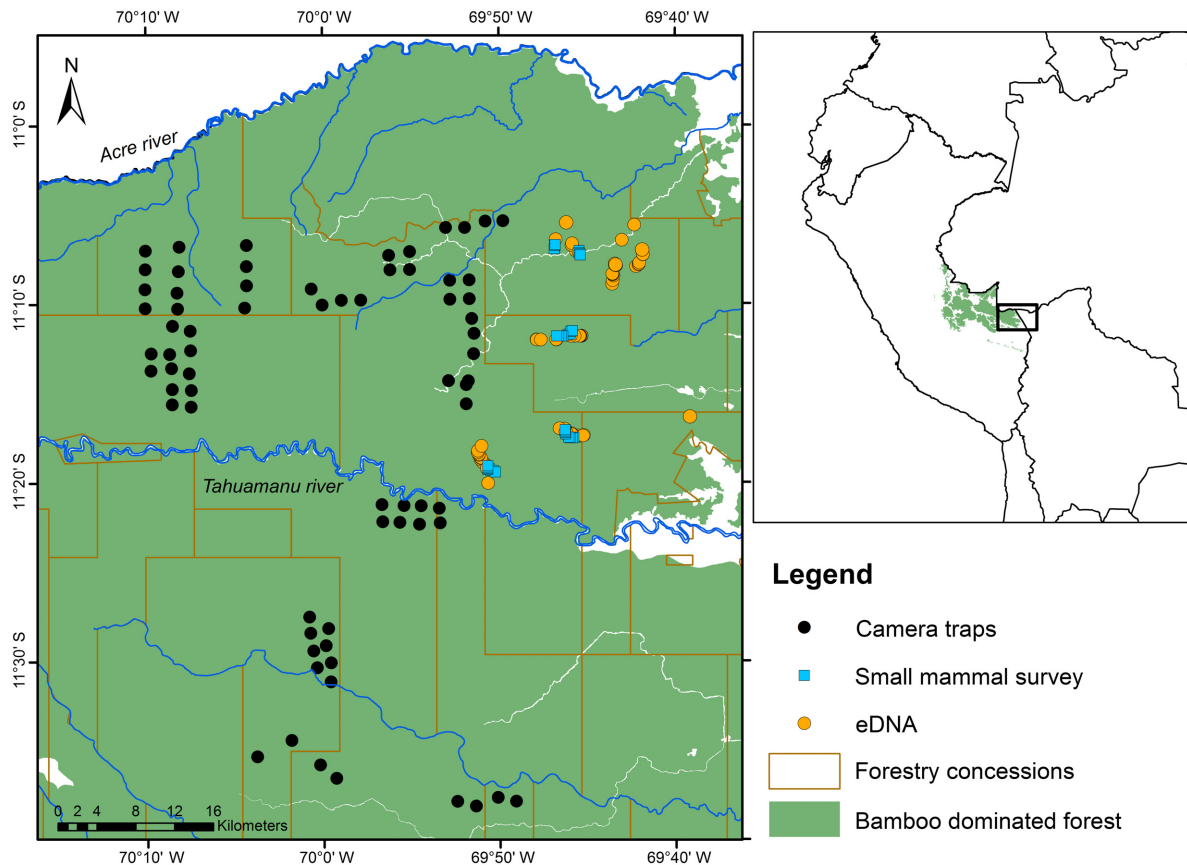 70°10' W 70°0' W 69°50' W 69°40' W
N
11°0' S
Acre river
11°10' S
11°20' S
Tahuamanu river
11°30' S
0 2 4 8 12 16
Kilometers
70°10' W 70°0' W 69°50' W 69°40' W
Legend
Camera traps
Small mammal survey
eDNA
Forestry concessions
Bamboo dominated forest